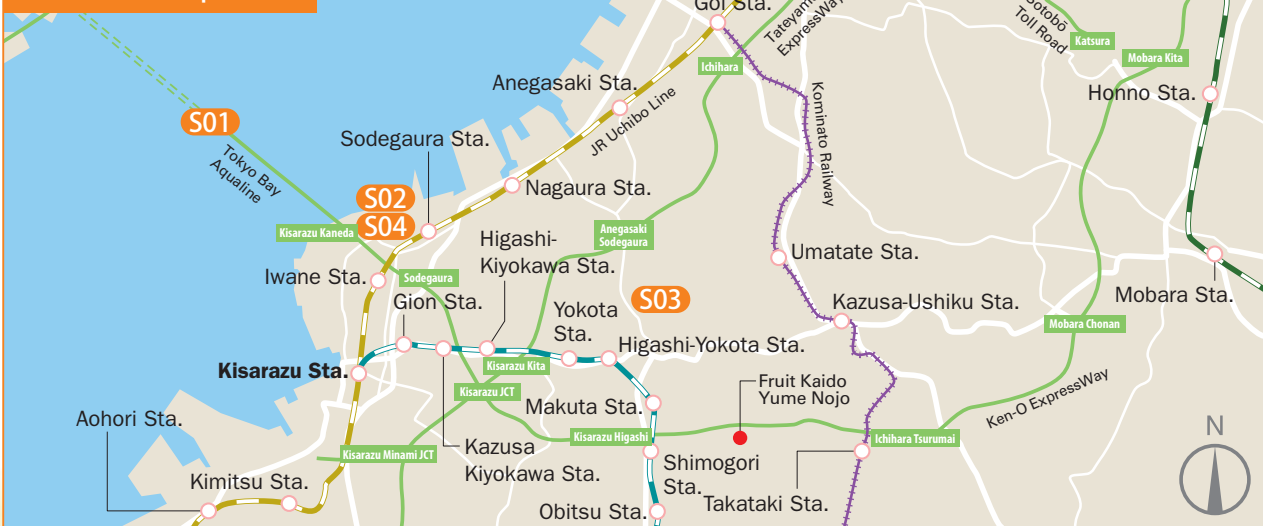 Goi Sta.
Tateyama
ExpressWay
Sotobō
Toll Road
Katsura
Mobara Kita
Ichihara
Anegasaki Sta.
Honno Sta.
JR Uchibo Line
Kominato Railway
S01
Sodegaura Sta.
Tokyo Bay
Aqualine
Nagaura Sta.
S02
S04
Kisarazu Kaneda
Anegasaki
Sodegaura
Higashi-
Kiyokawa Sta.
Umatate Sta.
Iwane Sta.
Sodegaura
Gion Sta.
S03
Mobara Sta.
Yokota
Sta.
Kazusa-Ushiku Sta.
Mobara Chonan
Higashi-Yokota Sta.
Kisarazu Sta.
Kisarazu Kita
Kisarazu JCT
Fruit Kaido
Yume Nojo
Ken-O ExpressWay
Makuta Sta.
Aohori Sta.
Kisarazu Higashi
Ichihara Tsurumai
Kisarazu Minami JCT
Kazusa
Kiyokawa Sta.
Shimogori
Sta.
Takataki Sta.
Kimitsu Sta.
Obitsu Sta.
N